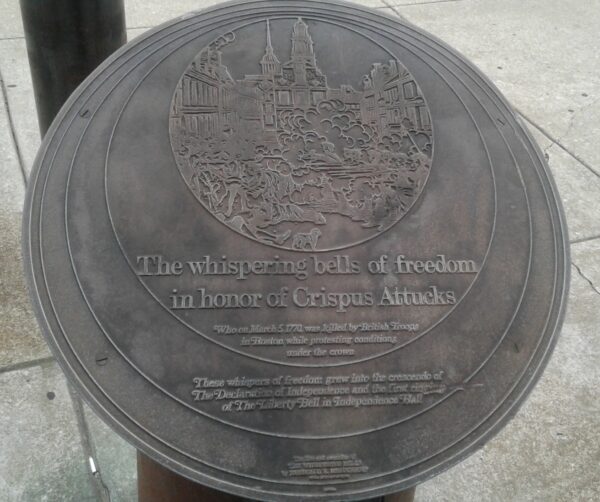 The whispering bells of freedom
in honor of Crispus Attucks
Who on March 5, 1770, was killed by British Troops
in Boston, while protesting conditions
under the crown
These whispers of freedom grew into the crescendo of
The Declaration of Independence and the first ringing
of The Liberty Bell in Independence Hall